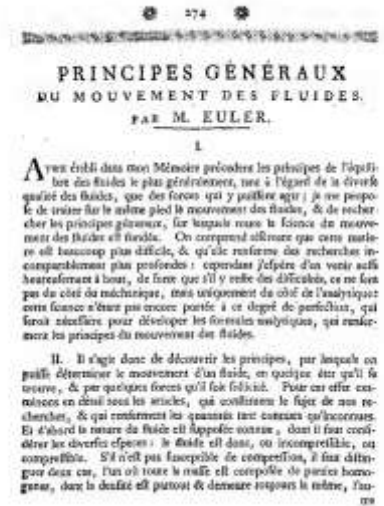 274
PRINCIPES GÉNÉRAUX
DU MOUVEMENT DES FLUIDES.
PAR M. EULER.
I.
Ayant établi dans mon Mémoire précedent les principes de l'équili-
bre des fluides le plus généralement, tant à l'égard de la diverse
qualité des fluides, que des forces qui y puissent agir; je me propo-
se de traiter sur le même pied le mouvement des fluides, & de recher-
cher les principes généraux, sur lesquels toute la science du mouve-
ment des fluides est fondée. On comprend aisément que cette matie-
re est beaucoup plus difficile, & qu'elle renferme des recherches in-
comparablement plus profondes: cependant j'espère d'en venir aussi
heureusement à bout, de sorte que s'il y reste des difficultés, ce ne sera
pas du côté du méchanique, mais uniquement du côté de l'analytique:
cette science n'étant pas encore portée à ce degré de perfection, qui
seroit nécessaire pour déveloper les formules analytiques, qui renfer-
ment les principes du mouvement des fluides.
II. Il s'agit donc de découvrir les principes, par lesquels on
puisse déterminer le mouvement d'un fluide, en quelque état qu'il se
trouve, & par quelques forces qu'il soit sollicité. Pour cet effet exa-
minons en détail tous les articles, qui constituent le sujet de nos re-
cherches, & qui renferment les quantités tant connues qu'inconnues.
Et d'abord la nature du fluide est supposée connue, dont il faut consi-
dérer les diverses especes: le fluide est donc, ou incompressible, ou
compressible. S'il n'est pas susceptible de compression, il faut distin-
guer deux cas, l'un où toute la masse est composée de parties homo-
genes, dont la densité est partout & demeure toujours la même, l'au-
tre